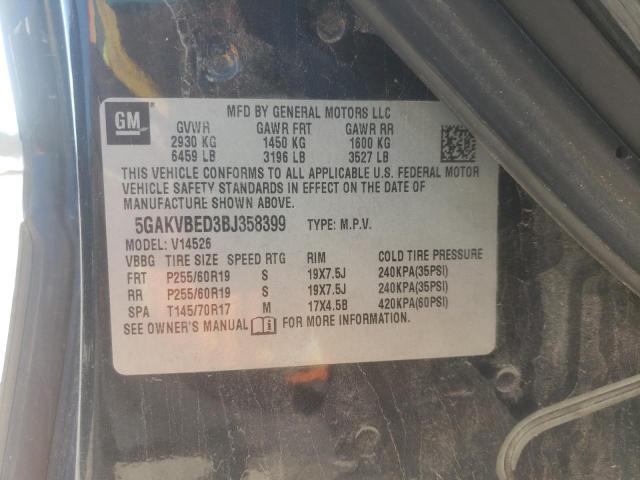 GM
MFD BY GENERAL MOTORS LLC
GVWR GAWR FRT GAWR RR
2930 KG 1450 KG 1600 KG
6459 LB 3196 LB 3527 LB
THIS VEHICLE CONFORMS TO ALL APPLICABLE U.S. FEDERAL MOTOR
VEHICLE SAFETY STANDARDS IN EFFECT ON THE DATE OF
MANUFACTURE SHOWN ABOVE.
5GAKVBED3BJ358399 TYPE: M.P.V.
MODEL: V14526
VBBG TIRE SIZE SPEED RTG RIM COLD TIRE PRESSURE
FRT P255/60R19 S 19X7.5J 240KPA(35PSI)
RR P255/60R19 S 19X7.5J 240KPA(35PSI)
SPA T145/70R17 M 17X4.5B 420KPA(60PSI)
SEE OWNER'S MANUAL FOR MORE INFORMATION.